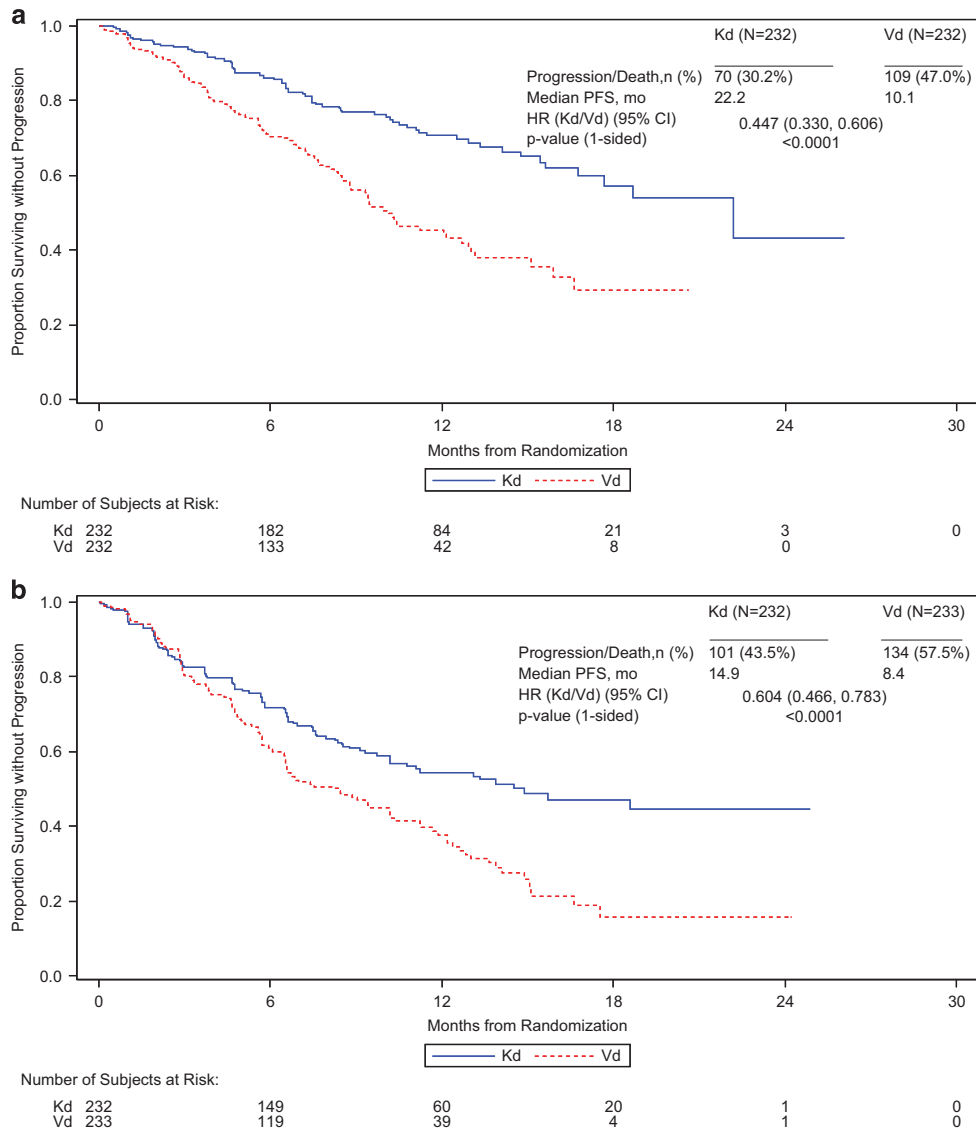 a
Kd (N=232) Vd (N=232)
Progression/Death,n (%) 70 (30.2%) 109 (47.0%)
Median PFS, mo 22.2 10.1
HR (Kd/Vd) (95% CI) 0.447 (0.330, 0.606)
p-value (1-sided) <0.0001
Proportion Surviving without Progression
1.0
0.8
0.6
0.4
0.2
0.0
0 6 12 18 24 30
Months from Randomization
Kd Vd
Number of Subjects at Risk:
Kd 232 182 84 21 3 0
Vd 232 133 42 8 0
b
Kd (N=232) Vd (N=233)
Progression/Death,n (%) 101 (43.5%) 134 (57.5%)
Median PFS, mo 14.9 8.4
HR (Kd/Vd) (95% CI) 0.604 (0.466, 0.783)
p-value (1-sided) <0.0001
Proportion Surviving without Progression
1.0
0.8
0.6
0.4
0.2
0.0
0 6 12 18 24 30
Months from Randomization
Kd Vd
Number of Subjects at Risk:
Kd 232 149 60 20 1 0
Vd 233 119 39 4 1 0